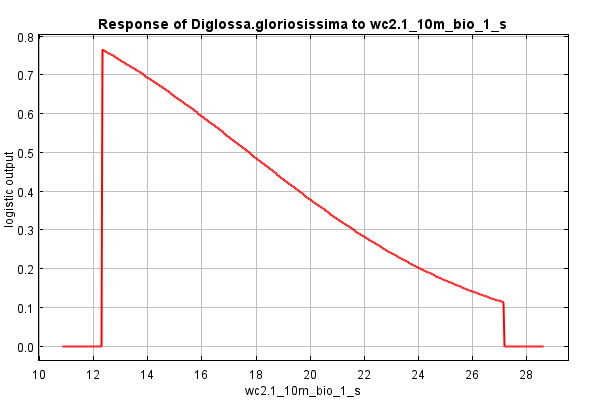 Response of Diglossa.gloriosissima to wc2.1_10m_bio_1_s
logistic output
0.8
0.7
0.6
0.5
0.4
0.3
0.2
0.1
0.0
10 12 14 16 18 20 22 24 26 28
wc2.1_10m_bio_1_s